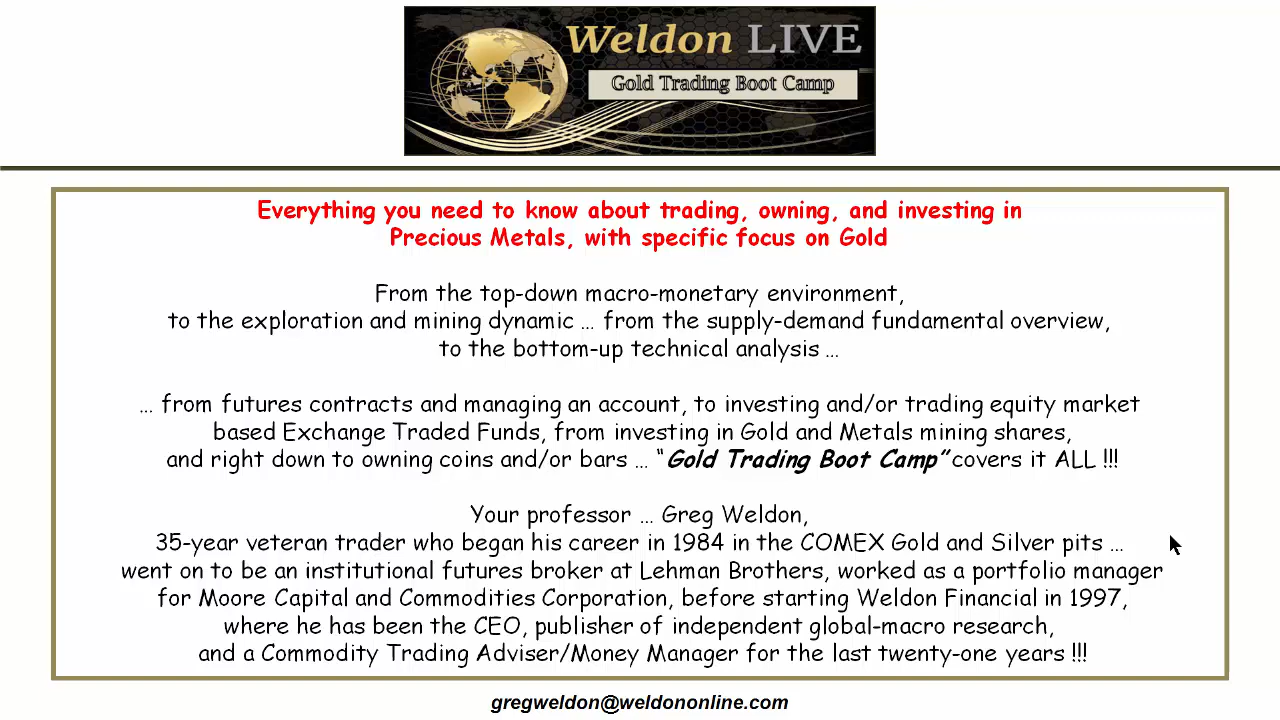 Weldon LIVE
Gold Trading Boot Camp
Everything you need to know about trading, owning, and investing in
Precious Metals, with specific focus on Gold
From the top-down macro-monetary environment,
to the exploration and mining dynamic ... from the supply-demand fundamental overview,
to the bottom-up technical analysis ...
... from futures contracts and managing an account, to investing and/or trading equity market
based Exchange Traded Funds, from investing in Gold and Metals mining shares,
and right down to owning coins and/or bars ... “Gold Trading Boot Camp” covers it ALL !!!
Your professor ... Greg Weldon,
35-year veteran trader who began his career in 1984 in the COMEX Gold and Silver pits ...
went on to be an institutional futures broker at Lehman Brothers, worked as a portfolio manager
for Moore Capital and Commodities Corporation, before starting Weldon Financial in 1997,
where he has been the CEO, publisher of independent global-macro research,
and a Commodity Trading Adviser/Money Manager for the last twenty-one years !!!
gregweldon@weldononline.com